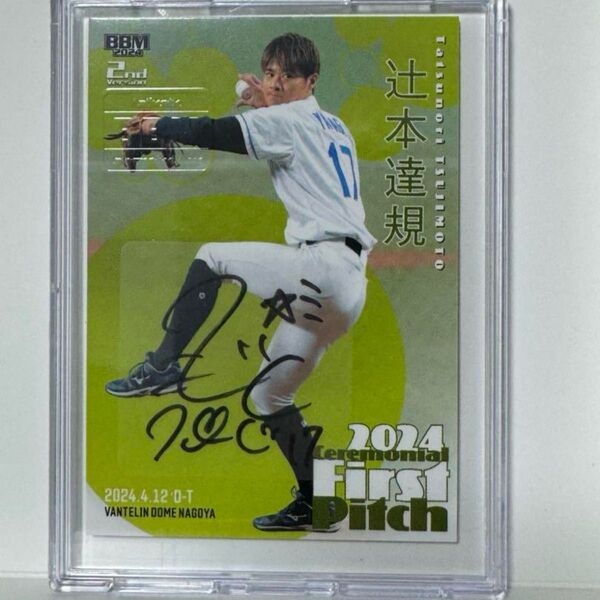 BBM
2024
2nd
Version
辻本達規
Tatsunori TSUJIMOTO
YANAGI
17
2024
Ceremonial
First
Pitch
2024.4.12 D-T
VANTELIN DOME NAGOYA